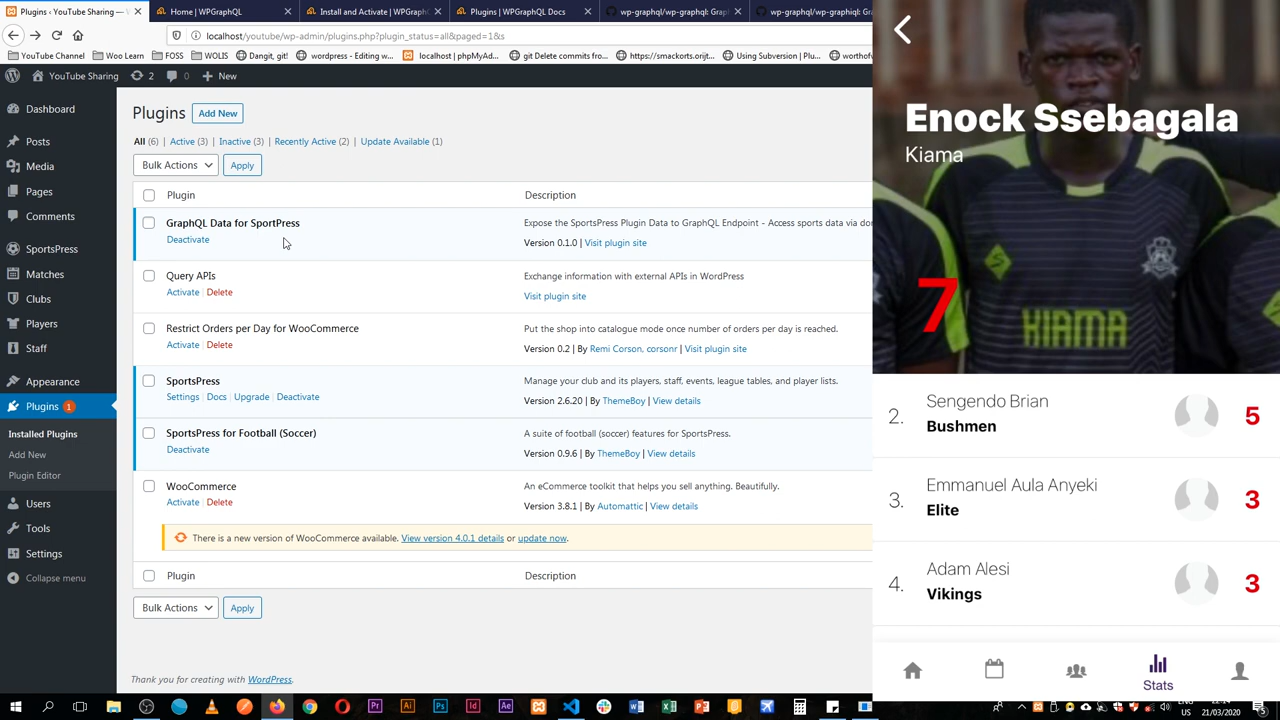 Plugins ‹ YouTube Sharing — ✕
Home | WPGraphQL
Install and Activate | WPGraph
Plugins | WPGraphQL Docs
wp-graphql/wp-graphql: Graph
wp-graphql/wp-graphiql: Gr
localhost/youtube/wp-admin/plugins.php?plugin_status=all&paged=1&s
YouTube Channel
Woo Learn
FOSS
WOLIS
Dangit, git!
wordpress - Editing w...
localhost | phpMyAd...
git Delete commits fro...
https://smackorts.orijt...
Using Subversion | Plu...
worthof
YouTube Sharing
2
0
+ New
Dashboard
Posts
Media
Pages
Comments
SportsPress
Matches
Clubs
Players
Staff
Appearance
Plugins 1
Installed Plugins
Add New
Plugin Editor
Users
Tools
Settings
Collapse menu
Plugins Add New
All (6) | Active (3) | Inactive (3) | Recently Active (2) | Update Available (1)
Bulk Actions Apply
Plugin Description
GraphQL Data for SportPress
Deactivate
Expose the SportsPress Plugin Data to GraphQL Endpoint - Access sports data via
Version 0.1.0 | Visit plugin site
Query APIs
Activate | Delete
Exchange information with external APIs in WordPress
Visit plugin site
Restrict Orders per Day for WooCommerce
Activate | Delete
Put the shop into catalogue mode once number of orders per day is reached.
Version 0.2 | By Remi Corson, corsonr | Visit plugin site
SportsPress
Settings | Docs | Upgrade | Deactivate
Manage your club and its players, staff, events, league tables, and player lists.
Version 2.6.20 | By ThemeBoy | View details
SportsPress for Football (Soccer)
Deactivate
A suite of football (soccer) features for SportsPress.
Version 0.9.6 | By ThemeBoy | View details
WooCommerce
Activate | Delete
An eCommerce toolkit that helps you sell anything. Beautifully.
Version 3.8.1 | By Automattic | View details
There is a new version of WooCommerce available. View version 4.0.1 details or update now.
Plugin Description
Bulk Actions Apply
Thank you for creating with WordPress.
Enock Ssebagala
Kiama
7
KIAMA
2. Sengendo Brian
Bushmen
5
3. Emmanuel Aula Anyeki
Elite
3
4. Adam Alesi
Vikings
3
Stats
US
21/03/2020